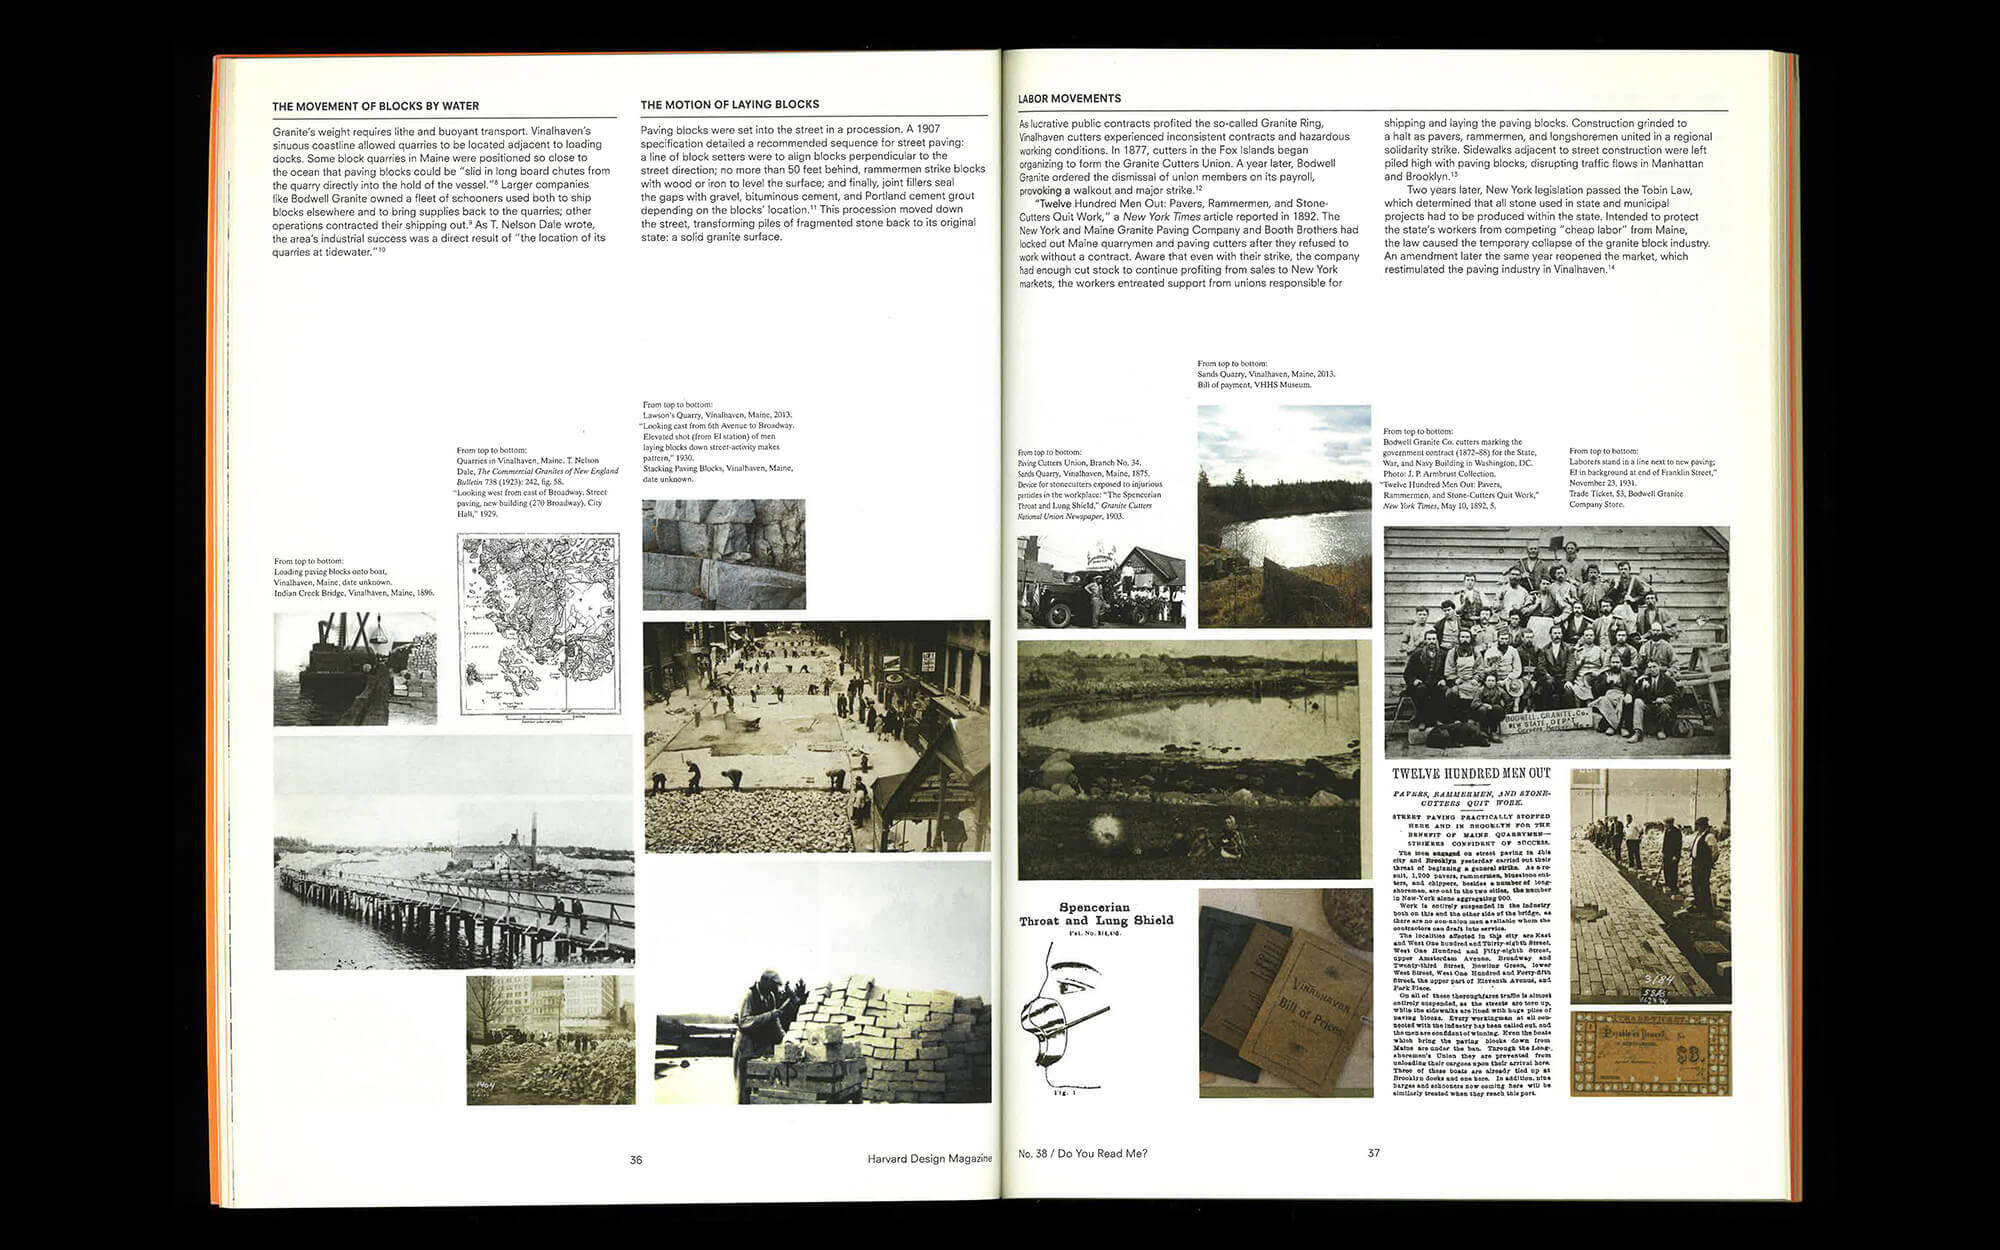 THE MOVEMENT OF BLOCKS BY WATER
Granite's weight requires lithe and buoyant transport. Vinalhaven's
sinuous coastline allowed quarries to be located adjacent to loading
docks. Some block quarries in Maine were positioned so close to
the ocean that paving blocks could be "slid in long board chutes from
the quarry directly into the hold of the vessel."⁸ Larger companies
like Bodwell Granite owned a fleet of schooners used both to ship
blocks elsewhere and to bring supplies back to the quarries; other
operations contracted their shipping out.⁹ As T. Nelson Dale wrote,
the area's industrial success was a direct result of "the location of its
quarries at tidewater."¹⁰
THE MOTION OF LAYING BLOCKS
Paving blocks were set into the street in a procession. A 1907
specification detailed a recommended sequence for street paving:
a line of block setters were to align blocks perpendicular to the
street direction; no more than 50 feet behind, rammermen strike blocks
with wood or iron to level the surface; and finally, joint fillers seal
the gaps with gravel, bituminous cement, and Portland cement grout
depending on the blocks' location.¹¹ This procession moved down
the street, transforming piles of fragmented stone back to its original
state: a solid granite surface.
From top to bottom:
Loading paving blocks onto boat,
Vinalhaven, Maine, date unknown.
Indian Creek Bridge, Vinalhaven, Maine, 1896.
From top to bottom:
Quarries in Vinalhaven, Maine. T. Nelson
Dale, The Commercial Granites of New England
Bulletin 738 (1923): 242, fig. 58.
"Looking west from east of Broadway. Street
paving, new building (270 Broadway), City
Hall," 1929.
From top to bottom:
Lawson's Quarry, Vinalhaven, Maine, 2013.
"Looking east from 6th Avenue to Broadway.
Elevated shot (from El station) of men
laying blocks down street-activity makes
pattern," 1930.
Stacking Paving Blocks, Vinalhaven, Maine,
date unknown.
36
Harvard Design Magazine
LABOR MOVEMENTS
As lucrative public contracts profited the so-called Granite Ring,
Vinalhaven cutters experienced inconsistent contracts and hazardous
working conditions. In 1877, cutters in the Fox Islands began
organizing to form the Granite Cutters Union. A year later, Bodwell
Granite ordered the dismissal of union members on its payroll,
provoking a walkout and major strike.¹²
"Twelve Hundred Men Out: Pavers, Rammermen, and Stone-
Cutters Quit Work," a New York Times article reported in 1892. The
New York and Maine Granite Paving Company and Booth Brothers had
locked out Maine quarrymen and paving cutters after they refused to
work without a contract. Aware that even with their strike, the company
had enough cut stock to continue profiting from sales to New York
markets, the workers entreated support from unions responsible for
shipping and laying the paving blocks. Construction grinded to
a halt as pavers, rammermen, and longshoremen united in a regional
solidarity strike. Sidewalks adjacent to street construction were left
piled high with paving blocks, disrupting traffic flows in Manhattan
and Brooklyn.¹³
Two years later, New York legislation passed the Tobin Law,
which determined that all stone used in state and municipal
projects had to be produced within the state. Intended to protect
the state's workers from competing "cheap labor" from Maine,
the law caused the temporary collapse of the granite block industry.
An amendment later the same year reopened the market, which
restimulated the paving industry in Vinalhaven.¹⁴
From top to bottom:
Paving Cutters Union, Branch No. 34.
Sands Quarry, Vinalhaven, Maine, 1875.
Device for stonecutters exposed to injurious
particles in the workplace: "The Spencerian
Throat and Lung Shield," Granite Cutters
National Union Newspaper, 1903.
From top to bottom:
Sands Quarry, Vinalhaven, Maine, 2013.
Bill of payment, VHHS Museum.
From top to bottom:
Bodwell Granite Co. cutters marking the
government contract (1872–88) for the State,
War, and Navy Building in Washington, DC.
Photo: J. P. Armbrust Collection.
"Twelve Hundred Men Out: Pavers,
Rammermen, and Stone-Cutters Quit Work,"
New York Times, May 10, 1892, 5.
From top to bottom:
Laborers stand in a line next to new paving;
El in background at end of Franklin Street,"
November 23, 1931.
Trade Ticket, $3, Bodwell Granite
Company Store.
BODWELL GRANITE Co.
NEW STATE DEPT
Spencerian
Throat and Lung Shield
Fig. 1
VINALHAVEN
Bill of Prices
TWELVE HUNDRED MEN OUT
PAVERS, RAMMERMEN, AND STONE-
CUTTERS QUIT WORK.
STREET PAVING PRACTICALLY STOPPED
HERE AND IN BROOKLYN FOR THE
BENEFIT OF MAINE QUARRYMEN—
STRIKERS CONFIDENT OF SUCCESS.
The men engaged on street paving in this
city and Brooklyn yesterday carried out their
threat of beginning a general strike. As a re-
sult, 1,200 pavers, rammermen, bluestone cut-
ters, and chippers, besides a number of long-
shoremen, are out in the two cities, the number
in New-York alone aggregating 900.
Work is entirely suspended in the industry
both on this and the other side of the bridge, as
there are no non-union men available whom the
contractors can draft into service.
The localities affected in this city are East
and West One hundred and Thirty-eighth Street,
West One Hundred and Fifty-eighth Street,
upper Amsterdam Avenue, Broadway and
Twenty-third Street, Bowling Green, lower
West Street, West One Hundred and Forty-fifth
Street, the upper part of Eleventh Avenue, and
Park Place.
On all of these thoroughfares traffic is almost
entirely suspended, as the streets are torn up,
while the sidewalks are lined with huge piles of
paving blocks. Every workingman at all con-
nected with the industry has been called out, and
the men are confident of winning. Even the boats
which bring the paving blocks down from
Maine are under the ban. Through the Long-
shoremen's Union they are prevented from
unloading their cargoes upon their arrival here.
Three of these boats are already tied up at
Brooklyn docks and one here. In addition, nine
barges and schooners now coming here will be
similarly treated when they reach this port.
TRADE TICKET
$3.
No. 38 / Do You Read Me?
37